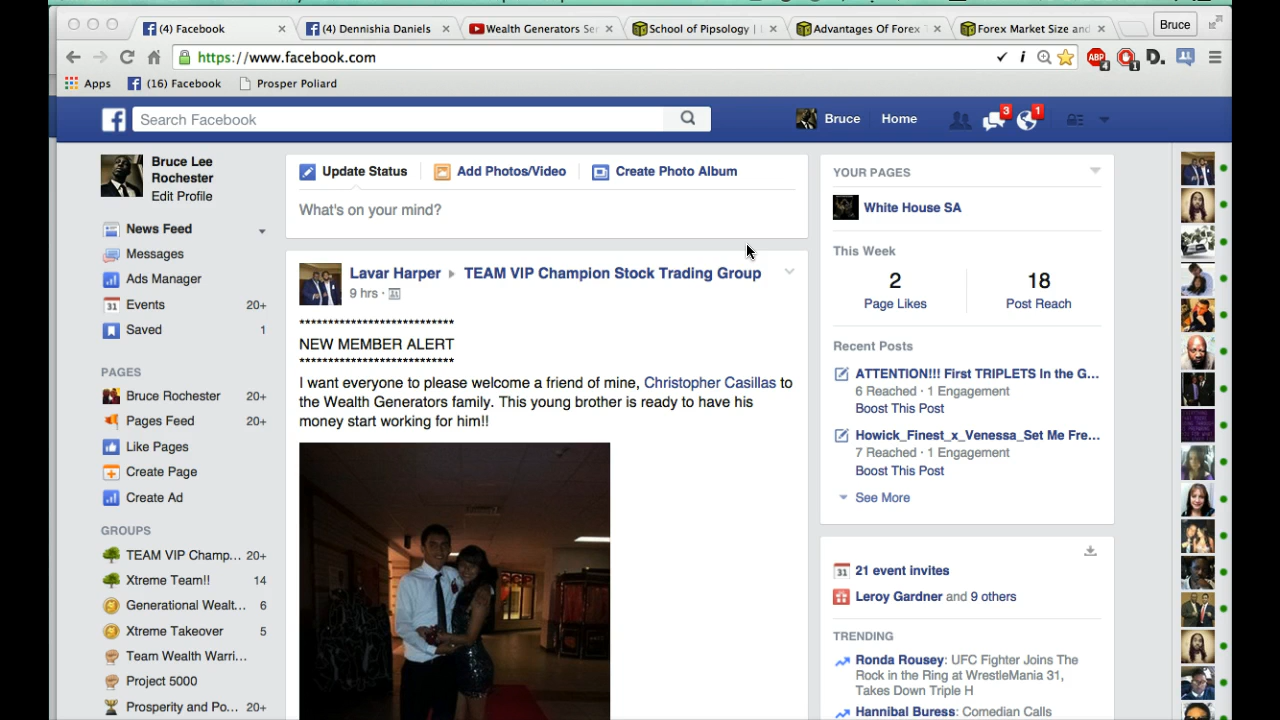 (4) Facebook
(4) Dennishia Daniels
Wealth Generators Se
School of Pipsology |
Advantages Of Forex
Forex Market Size and
Bruce
https://www.facebook.com
ABP
4
1
D.
Apps
(16) Facebook
Prosper Poliard
Search Facebook
Bruce
Home
3
1
Bruce Lee
Rochester
Edit Profile
News Feed
Messages
Ads Manager
31 Events 20+
Saved 1
PAGES
Bruce Rochester 20+
Pages Feed 20+
Like Pages
Create Page
Create Ad
GROUPS
TEAM VIP Champ... 20+
Xtreme Team!! 14
Generational Wealt... 6
Xtreme Takeover 5
Team Wealth Warri...
Project 5000
Prosperity and Po... 20+
Update Status
Add Photos/Video
Create Photo Album
What's on your mind?
Lavar Harper
TEAM VIP Champion Stock Trading Group
9 hrs ·
***************************
NEW MEMBER ALERT
***************************
I want everyone to please welcome a friend of mine, Christopher Casillas to
the Wealth Generators family. This young brother is ready to have his
money start working for him!!
YOUR PAGES
White House SA
This Week
2
Page Likes
18
Post Reach
Recent Posts
ATTENTION!!! First TRIPLETS In the G...
6 Reached · 1 Engagement
Boost This Post
Howick_Finest_x_Venessa_Set Me Fre...
7 Reached · 1 Engagement
Boost This Post
See More
31 21 event invites
Leroy Gardner and 9 others
TRENDING
Ronda Rousey: UFC Fighter Joins The
Rock in the Ring at WrestleMania 31,
Takes Down Triple H
Hannibal Buress: Comedian Calls